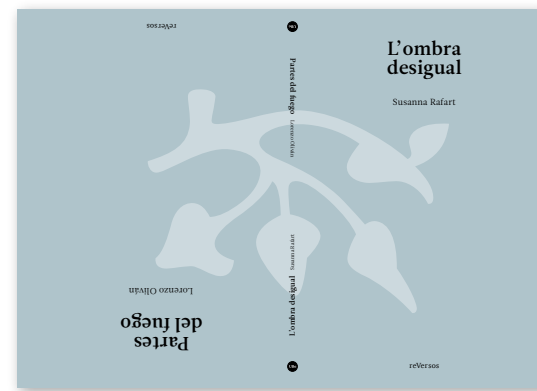 L'ombra
desigual
Susanna Rafart
reVersos
Partes del fuego Lorenzo Oliván
L'ombra desigual Susanna Rafart
Partes
del fuego
Lorenzo Oliván
reVersos